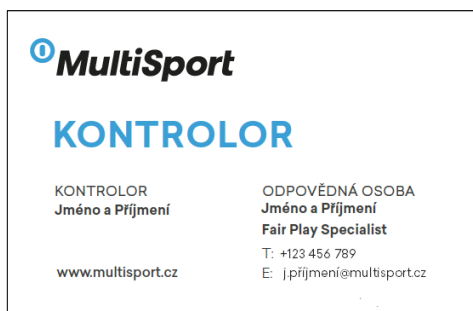 MultiSport
KONTROLOR
KONTROLOR
Jméno a Příjmení
www.multisport.cz
ODPOVĚDNÁ OSOBA
Jméno a Příjmení
Fair Play Specialist
T: +123 456 789
E: j.příjmení@multisport.cz